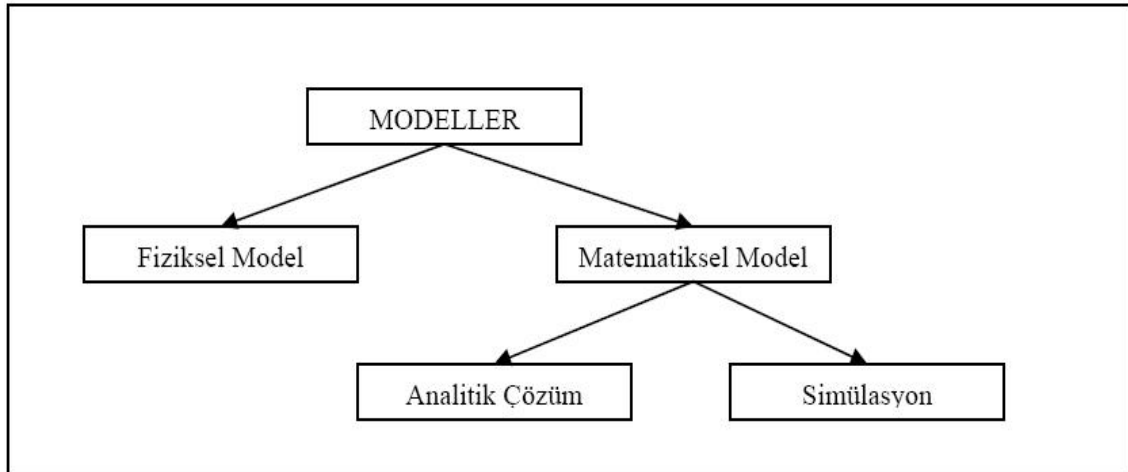 MODELLER
Fiziksel Model
Matematiksel Model
Analitik Çözüm
Simülasyon